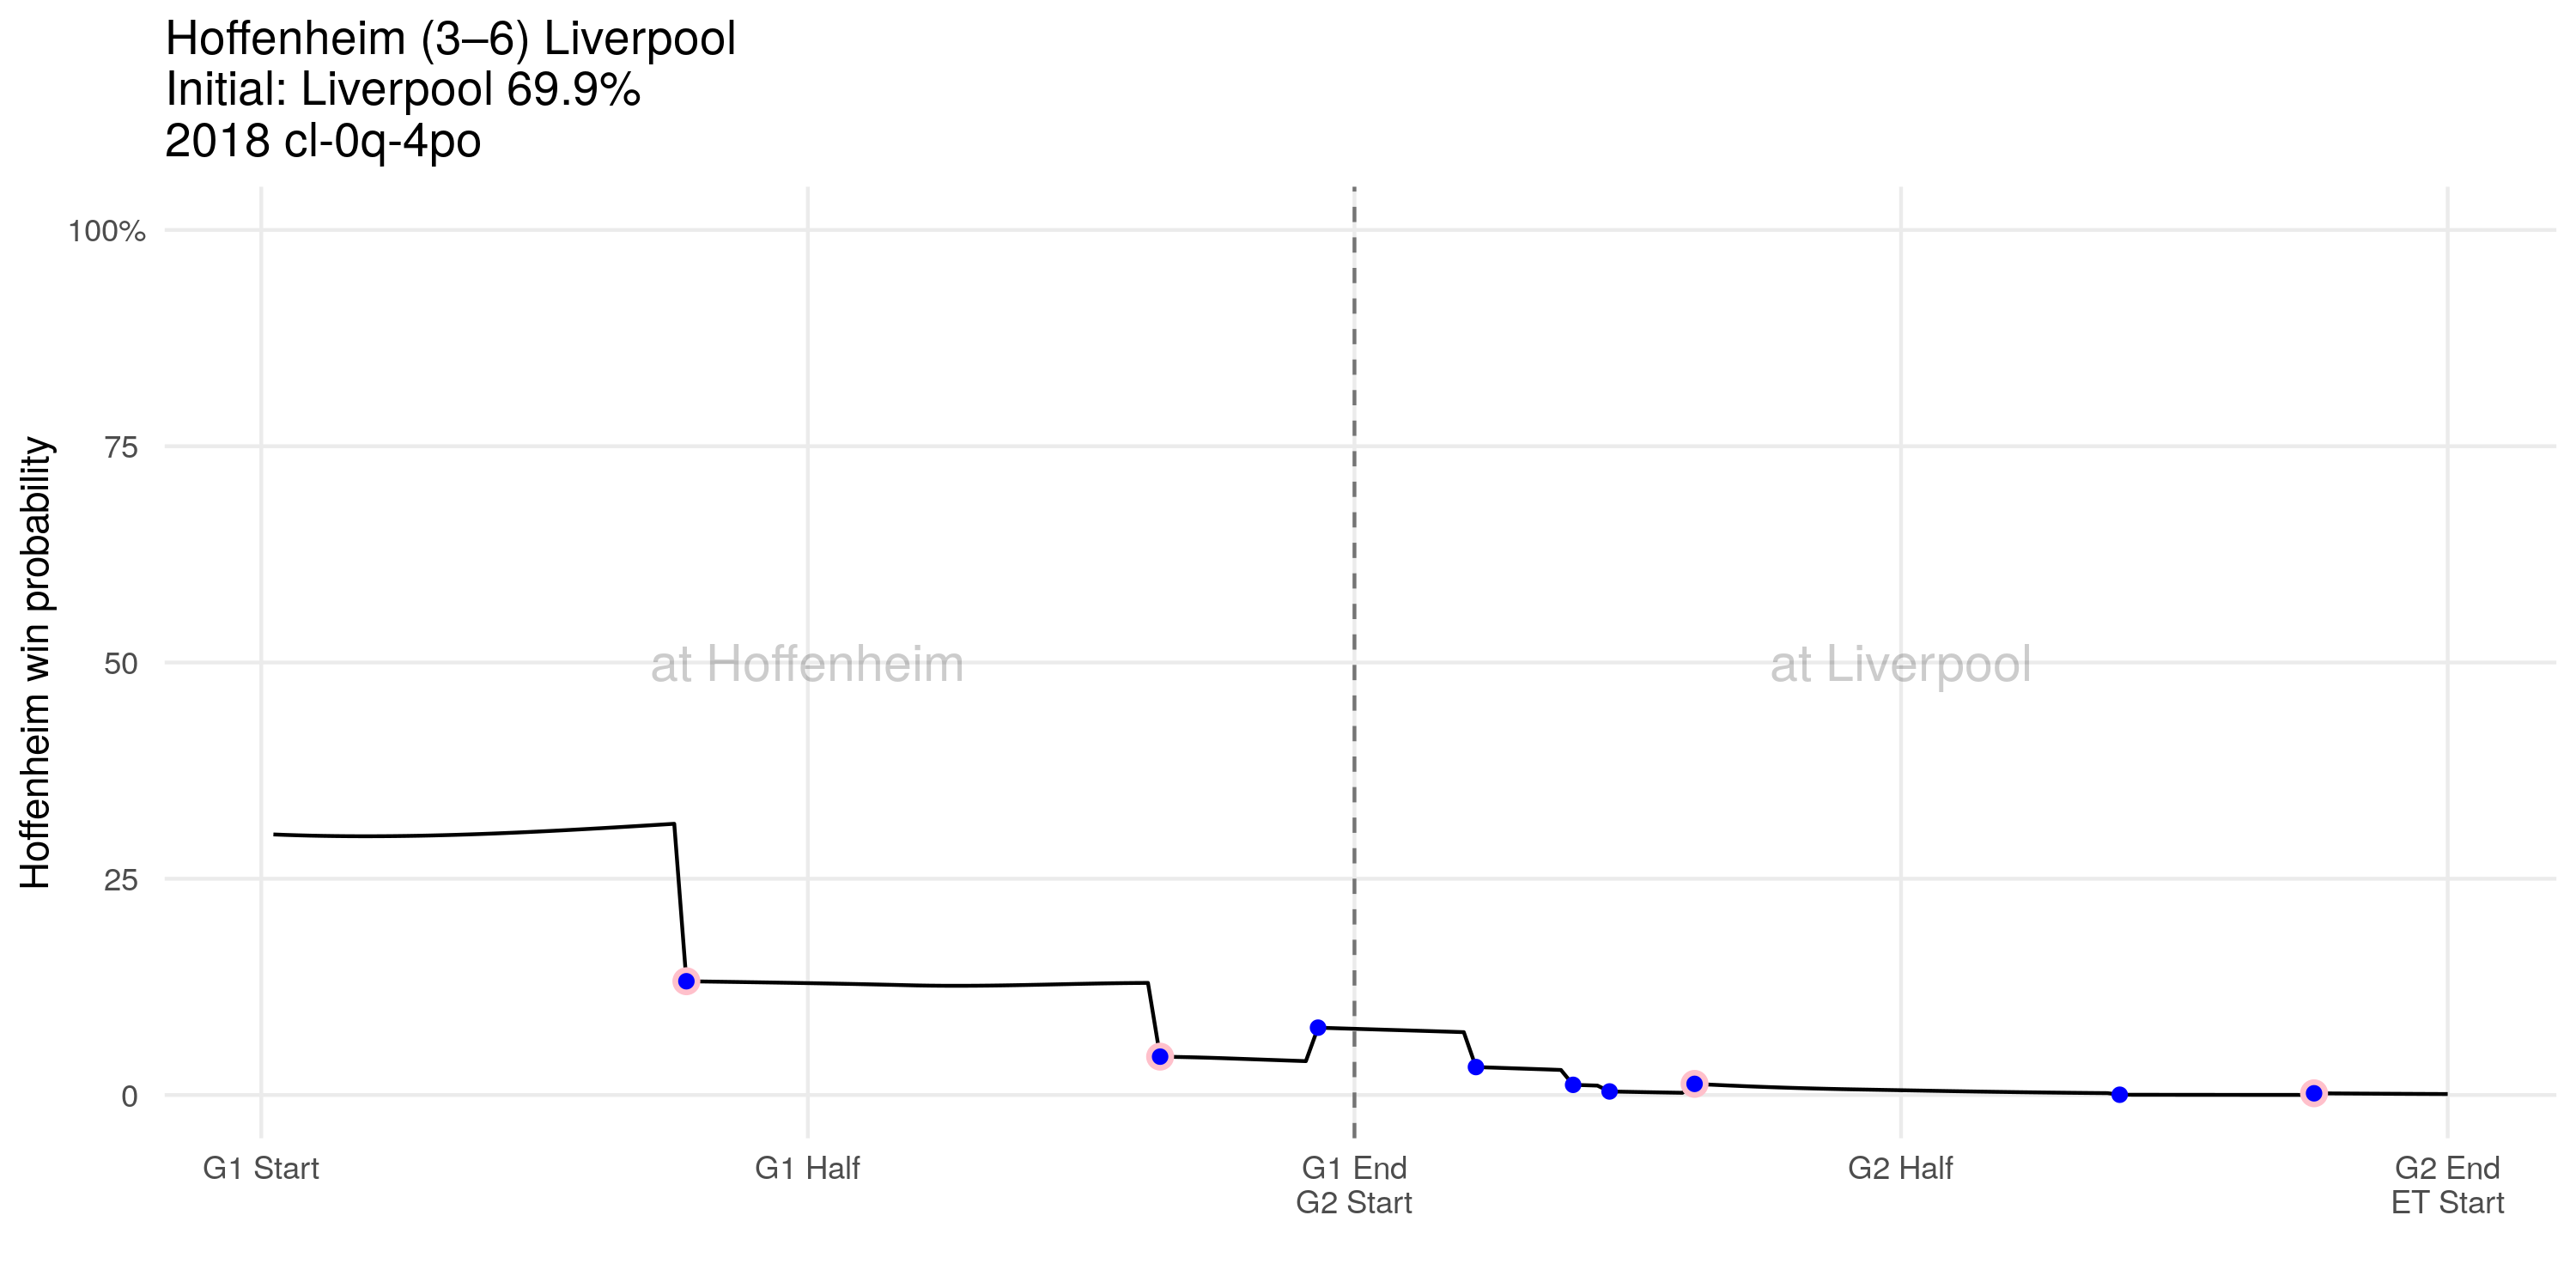 Hoffenheim (3–6) Liverpool
Initial: Liverpool 69.9%
2018 cl-0q-4po
Hoffenheim win probability
100%
75
50
25
0
at Hoffenheim
at Liverpool
G1 Start
G1 Half
G1 End
G2 Start
G2 Half
G2 End
ET Start